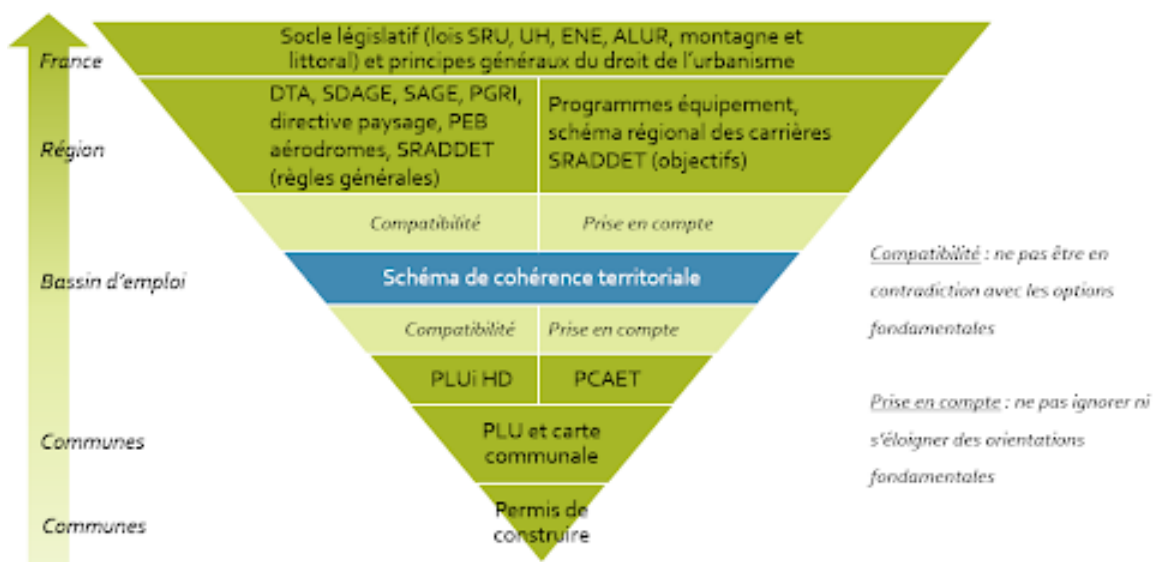 France
Socle législatif (lois SRU, UH, ENE, ALUR, montagne et
littoral) et principes généraux du droit de l'urbanisme
Région
DTA, SDAGE, SAGE, PGRI,
directive paysage, PEB
aérodromes, SRADDET
(règles générales)
Programmes équipement,
schéma régional des carrières
SRADDET (objectifs)
Compatibilité
Prise en compte
Bassin d'emploi
Schéma de cohérence territoriale
Compatibilité
Prise en compte
PLUi HD
PCAET
Communes
PLU et carte
communale
Communes
Permis de
construire
Compatibilité : ne pas être en
contradiction avec les options
fondamentales
Prise en compte : ne pas ignorer ni
s'éloigner des orientations
fondamentales